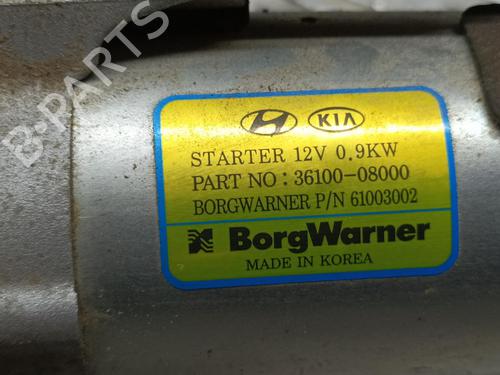 B-PARTS
KIA
STARTER 12V 0.9KW
PART NO : 36100-08000
BORGWARNER P/N 61003002
BorgWarner
MADE IN KOREA